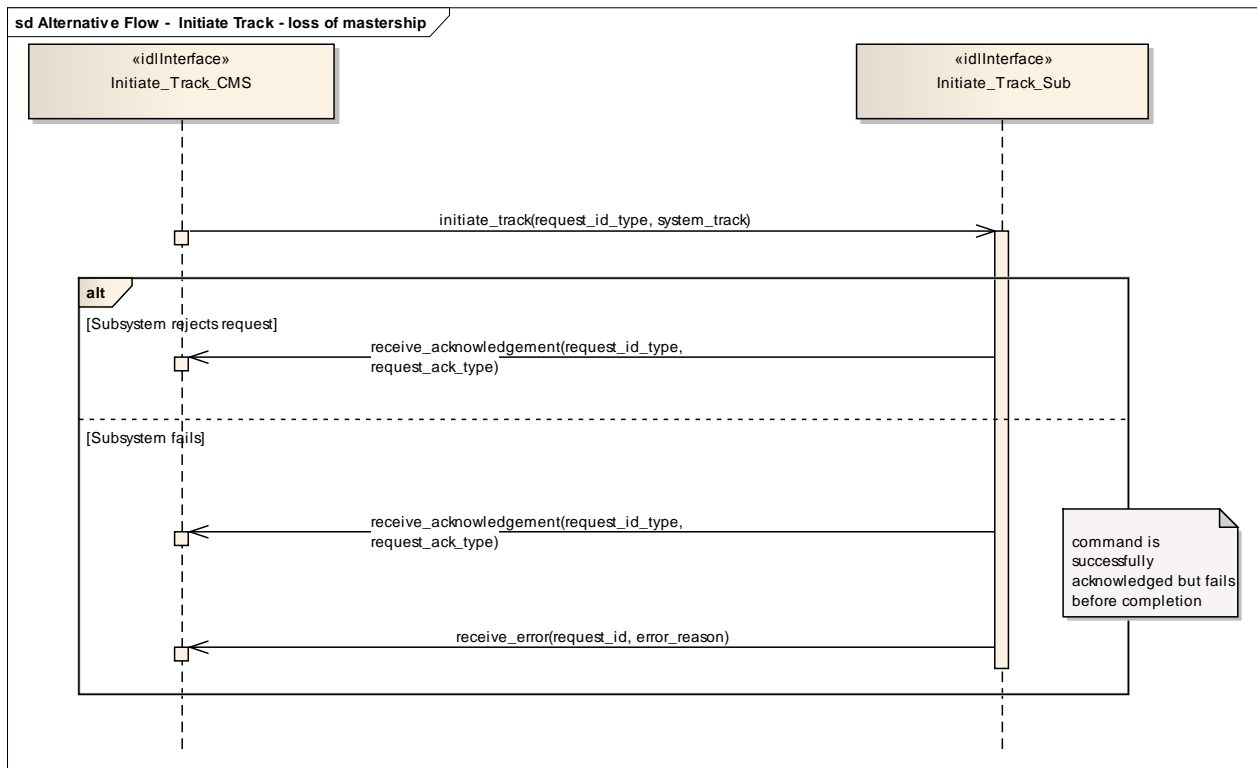 sd Alternative Flow - Initiate Track - loss of mastership
«idlInterface»
Initiate_Track_CMS
«idlInterface»
Initiate_Track_Sub
initiate_track(request_id_type, system_track)
alt
[Subsystem rejects request]
receive_acknowledgement(request_id_type,
request_ack_type)
[Subsystem fails]
receive_acknowledgement(request_id_type,
request_ack_type)
command is
successfully
acknowledged but fails
before completion
receive_error(request_id, error_reason)